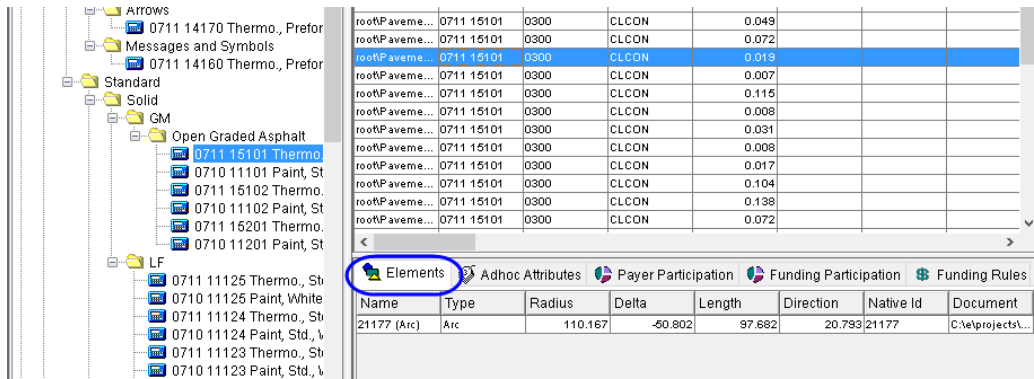 Arrows
0711 14170 Thermo., Prefor
Messages and Symbols
0711 14160 Thermo., Prefor
Standard
Solid
GM
Open Graded Asphalt
0711 15101 Thermo.
0710 11101 Paint, St
0711 15102 Thermo.
0710 11102 Paint, St
0711 15201 Thermo.
0710 11201 Paint, St
LF
0711 11125 Thermo., St
0710 11125 Paint, White
0711 11124 Thermo., St
0710 11124 Paint, Std., W
0711 11123 Thermo., St
0710 11123 Paint, Std., W
root\Paveme... 0711 15101 0300 CLCON 0.049
root\Paveme... 0711 15101 0300 CLCON 0.072
root\Paveme... 0711 15101 0300 CLCON 0.019
root\Paveme... 0711 15101 0300 CLCON 0.007
root\Paveme... 0711 15101 0300 CLCON 0.115
root\Paveme... 0711 15101 0300 CLCON 0.008
root\Paveme... 0711 15101 0300 CLCON 0.031
root\Paveme... 0711 15101 0300 CLCON 0.008
root\Paveme... 0711 15101 0300 CLCON 0.017
root\Paveme... 0711 15101 0300 CLCON 0.104
root\Paveme... 0711 15101 0300 CLCON 0.138
root\Paveme... 0711 15101 0300 CLCON 0.072
Elements Adhoc Attributes Payer Participation Funding Participation Funding Rules
Name Type Radius Delta Length Direction Native Id Document
21177 (Arc) Arc 110.167 -50.802 97.682 20.793 21177 C:\e\projects\...